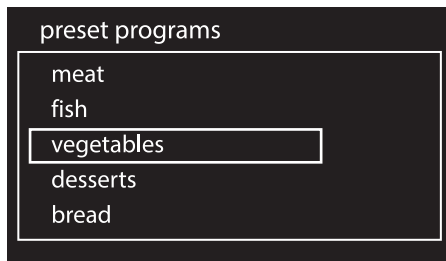 preset programs
meat
fish
vegetables
desserts
bread